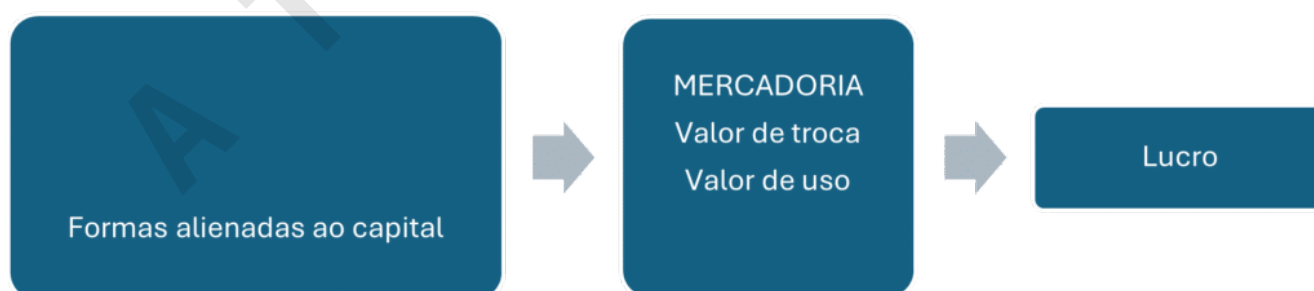 Formas alienadas ao capital
MERCADORIA
Valor de troca
Valor de uso
Lucro